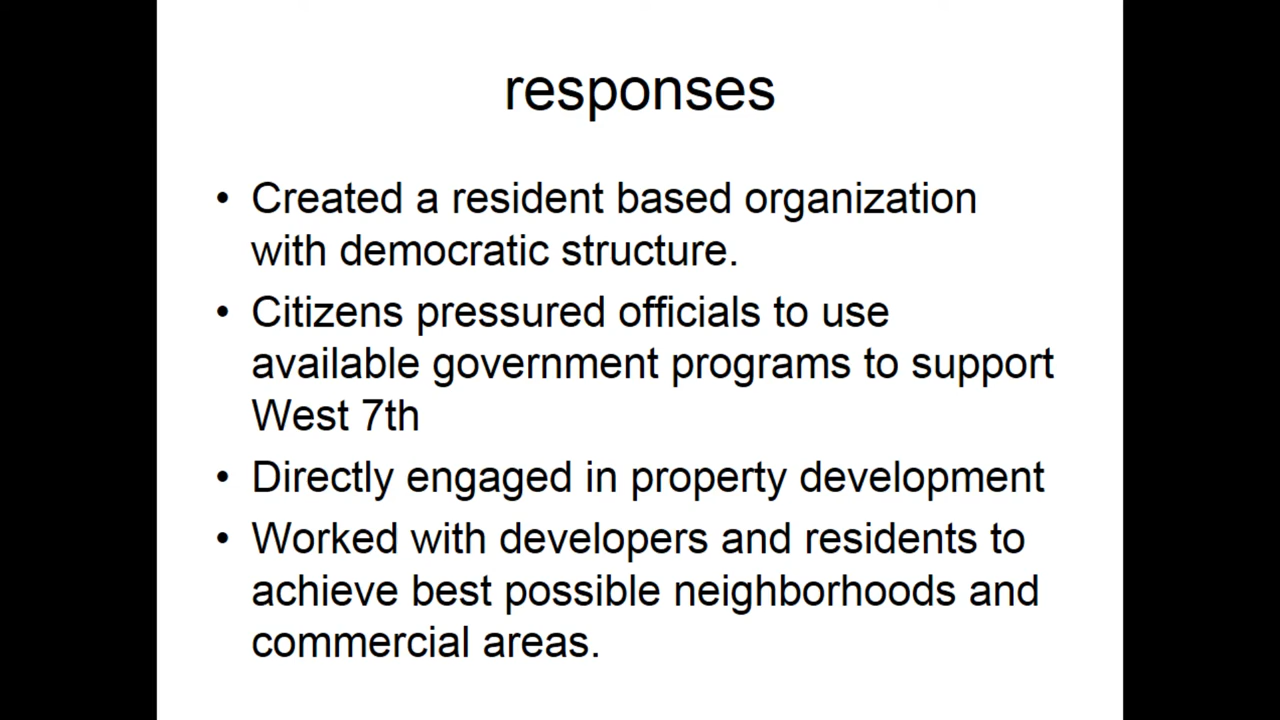 responses
• Created a resident based organization
with democratic structure.
• Citizens pressured officials to use
available government programs to support
West 7th
• Directly engaged in property development
• Worked with developers and residents to
achieve best possible neighborhoods and
commercial areas.